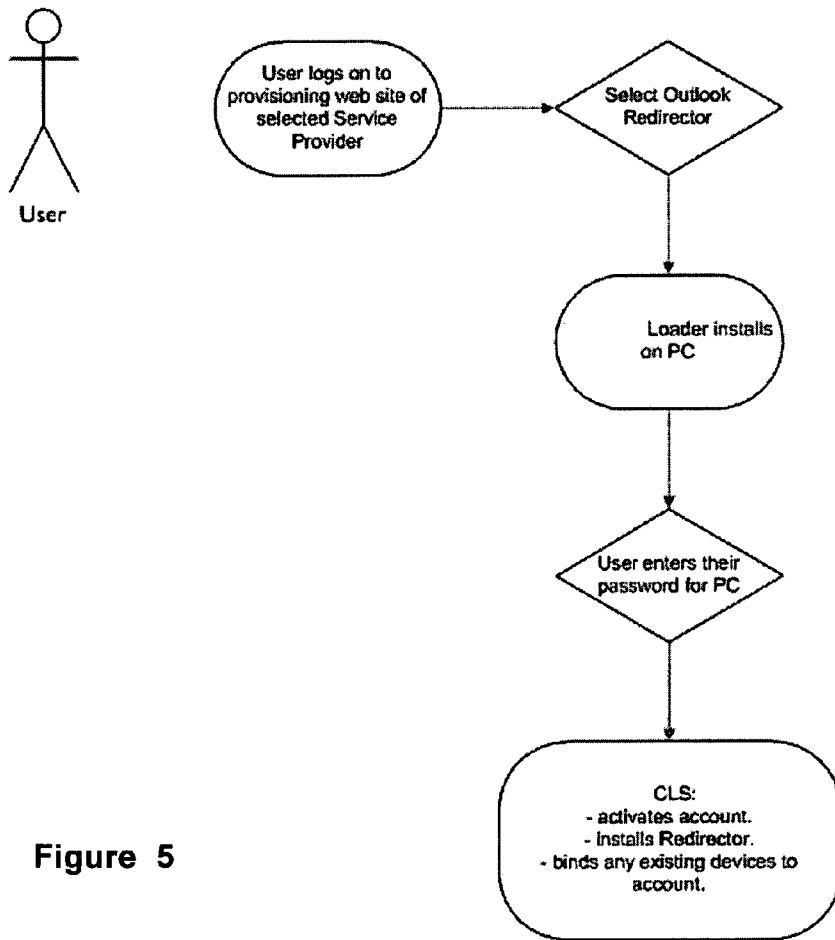 User logs on to
provisioning web site of
selected Service
Provider
Select Outlook
Redirector
User
Loader installs
on PC
User enters their
password for PC
CLS:
- activates account.
- installs Redirector.
- binds any existing devices to
account.
Figure 5